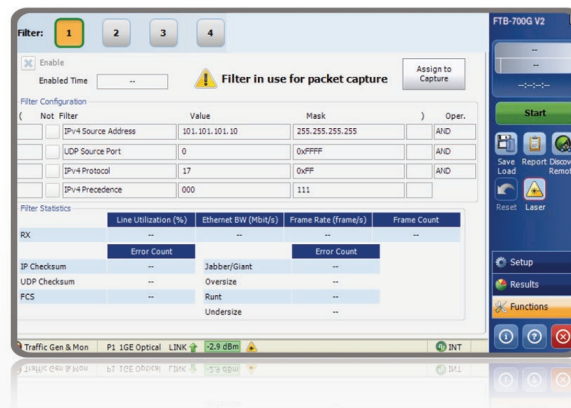 Filter: 1 2 3 4
Enable
Enabled Time --
Filter in use for packet capture
Assign to Capture
Filter Configuration
( Not Filter Value Mask ) Oper.
IPv4 Source Address 101.101.101.10 255.255.255.255 AND
UDP Source Port 0 0xFFFF AND
IPv4 Protocol 17 0xFF AND
IPv4 Precedence 000 111
Filter Statistics
Line Utilization (%) Ethernet BW (Mbit/s) Frame Rate (frame/s) Frame Count
RX -- -- -- --
Error Count Error Count
IP Checksum -- Jabber/Giant --
UDP Checksum -- Oversize --
FCS -- Runt --
Undersize --
Traffic Gen & Mon P1 1GE Optical LINK -2.9 dBm INT
FTB-700G V2
--
--
--:--:--
Start
Save Load
Report
Discov Remot
Reset
Laser
Setup
Results
Functions